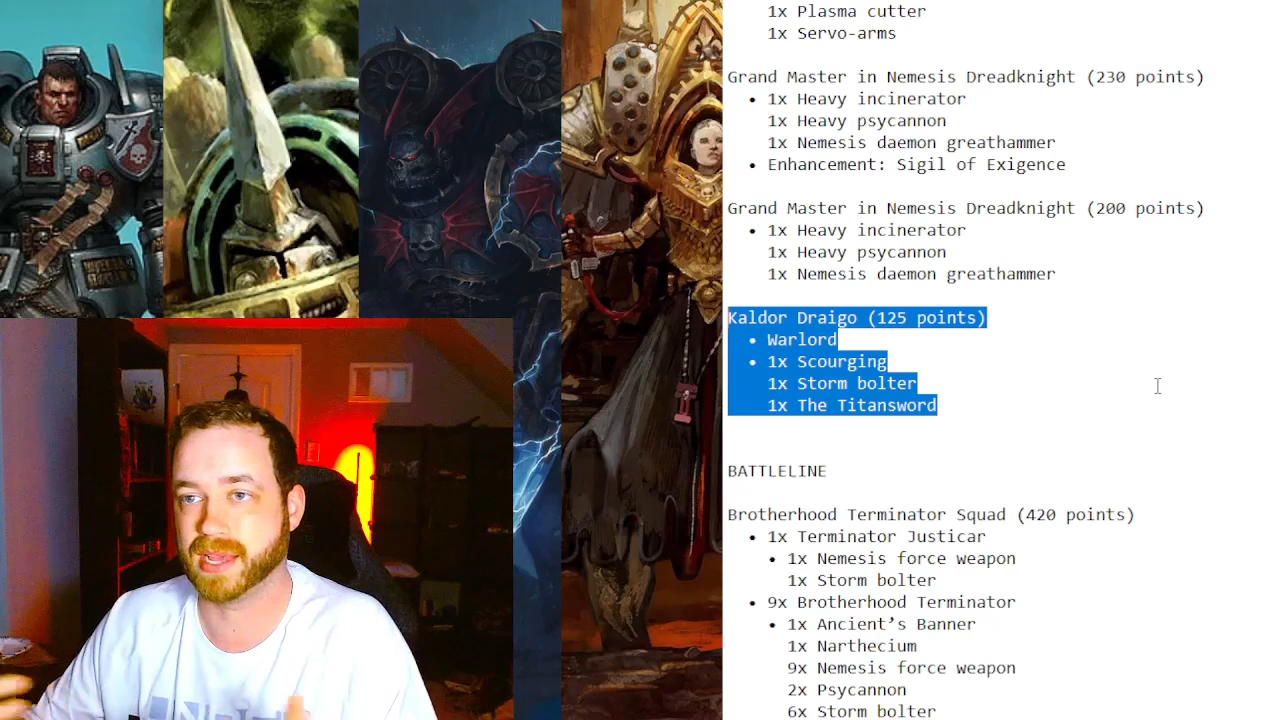 1x Plasma cutter
1x Servo-arms
Grand Master in Nemesis Dreadknight (230 points)
• 1x Heavy incinerator
1x Heavy psycannon
1x Nemesis daemon greathammer
• Enhancement: Sigil of Exigence
Grand Master in Nemesis Dreadknight (200 points)
• 1x Heavy incinerator
1x Heavy psycannon
1x Nemesis daemon greathammer
Kaldor Draigo (125 points)
• Warlord
• 1x Scourging
1x Storm bolter
1x The Titansword
BATTLELINE
Brotherhood Terminator Squad (420 points)
• 1x Terminator Justicar
• 1x Nemesis force weapon
1x Storm bolter
• 9x Brotherhood Terminator
• 1x Ancient’s Banner
1x Narthecium
9x Nemesis force weapon
2x Psycannon
6x Storm bolter